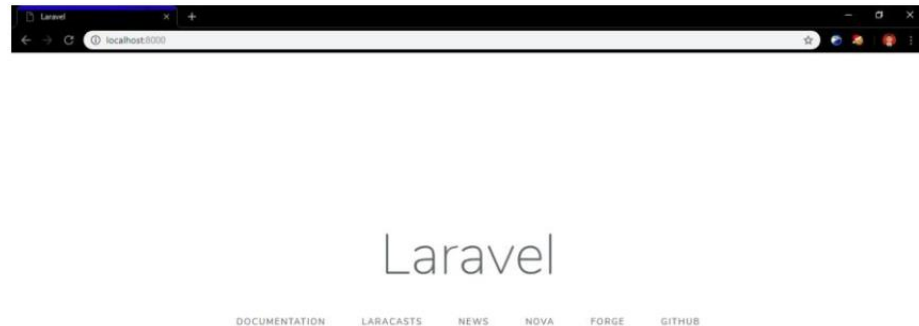 Laravel
localhost:8000
Laravel
DOCUMENTATION LARACASTS NEWS NOVA FORGE GITHUB